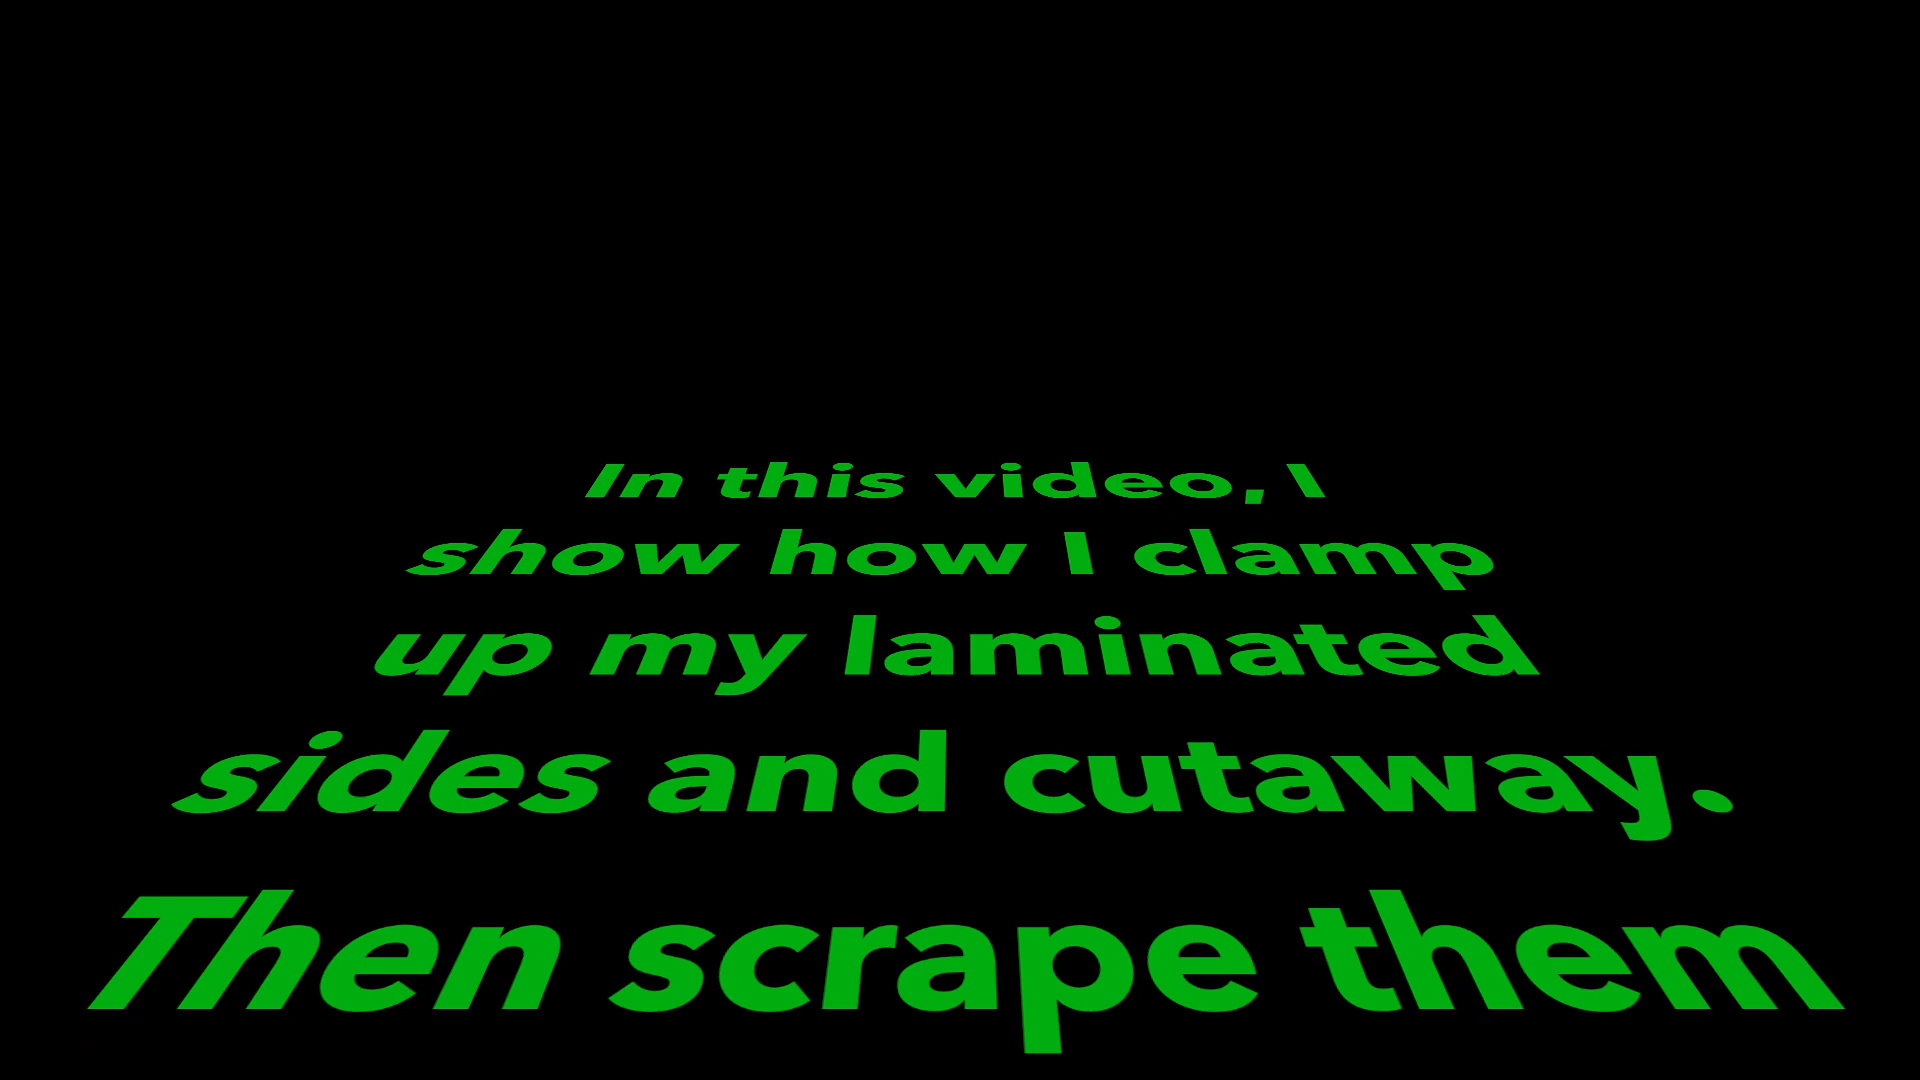 In this video, I
show how I clamp
up my laminated
sides and cutaway.
Then scrape them